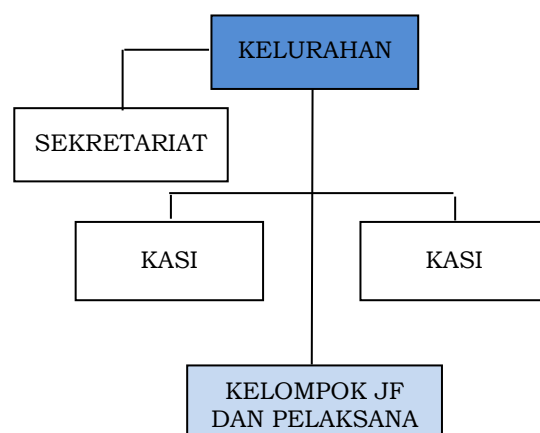 KELURAHAN
SEKRETARIAT
KASI
KASI
KELOMPOK JF
DAN PELAKSANA